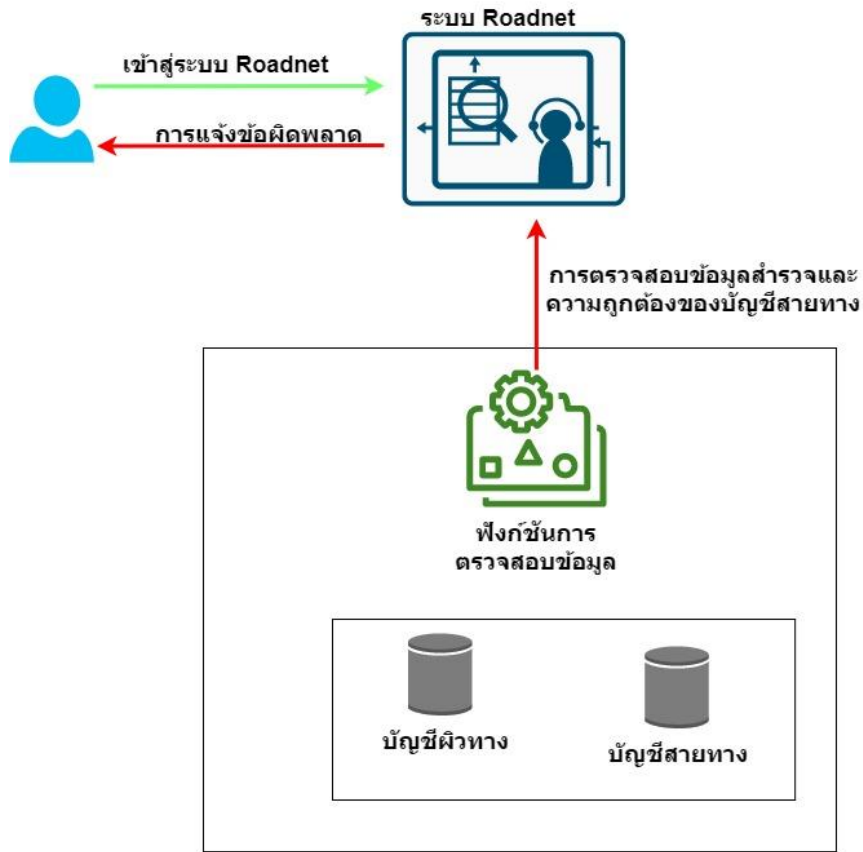 ระบบ Roadnet
เข้าสู่ระบบ Roadnet
การแจ้งข้อผิดพลาด
การตรวจสอบข้อมูลสำรวจและ
ความถูกต้องของบัญชีสายทาง
ฟังก์ชันการ
ตรวจสอบข้อมูล
บัญชีผิวทาง
บัญชีสายทาง